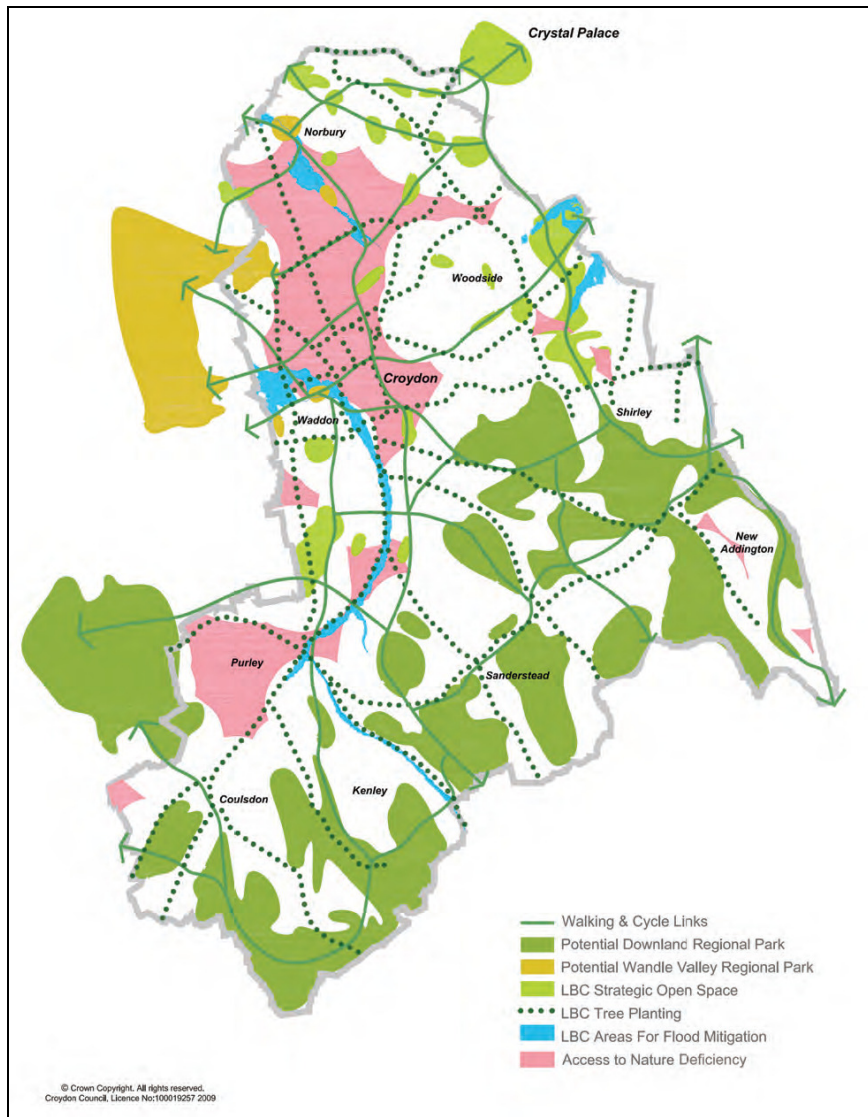 Crystal Palace
Norbury
Woodside
Croydon
Waddon
Shirley
New
Addington
Purley
Sanderstead
Coulsdon
Kenley
Walking & Cycle Links
Potential Downland Regional Park
Potential Wandle Valley Regional Park
LBC Strategic Open Space
LBC Tree Planting
LBC Areas For Flood Mitigation
Access to Nature Deficiency
© Crown Copyright. All rights reserved.
Croydon Council, Licence No:100019257 2009